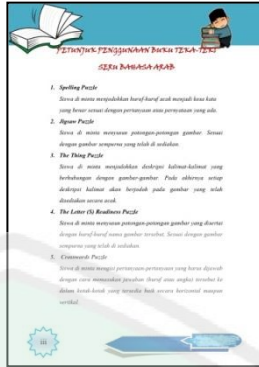 PETUNJUK PENGGUNAAN BUKU TEKA-TEKI
SERU BAHASA ARAB
1. Spelling Puzzle
Siswa di minta menjodohkan huruf-huruf acak menjadi kosa kata
yang benar sesuai dengan pertanyaan atau pernyataan yang ada.
2. Jigsaw Puzzle
Siswa di minta menyusun potongan-potongan gambar. Sesuai
dengan gambar sempurna yang telah di sediakan.
3. The Thing Puzzle
Siswa di minta menjodohkan deskripsi kalimat-kalimat yang
berhubungan dengan gambar-gambar. Pada akhirnya setiap
deskripsi kalimat akan berjodoh pada gambar yang telah
disediakan secara acak.
4. The Letter (S) Readiness Puzzle
Siswa di minta menyusun potongan-potongan gambar yang disertai
dengan huruf-huruf nama gambar tersebut. Sesuai dengan gambar
sempurna yang telah di sediakan.
5. Crosswords Puzzle
Siswa di minta mengisi pertanyaan-pertanyaan yang harus dijawab
dengan cara memasukan jawaban (huruf atau angka) tersebut ke
dalam kotak-kotak yang tersedia baik secara horizontal maupun
vertikal.
iii